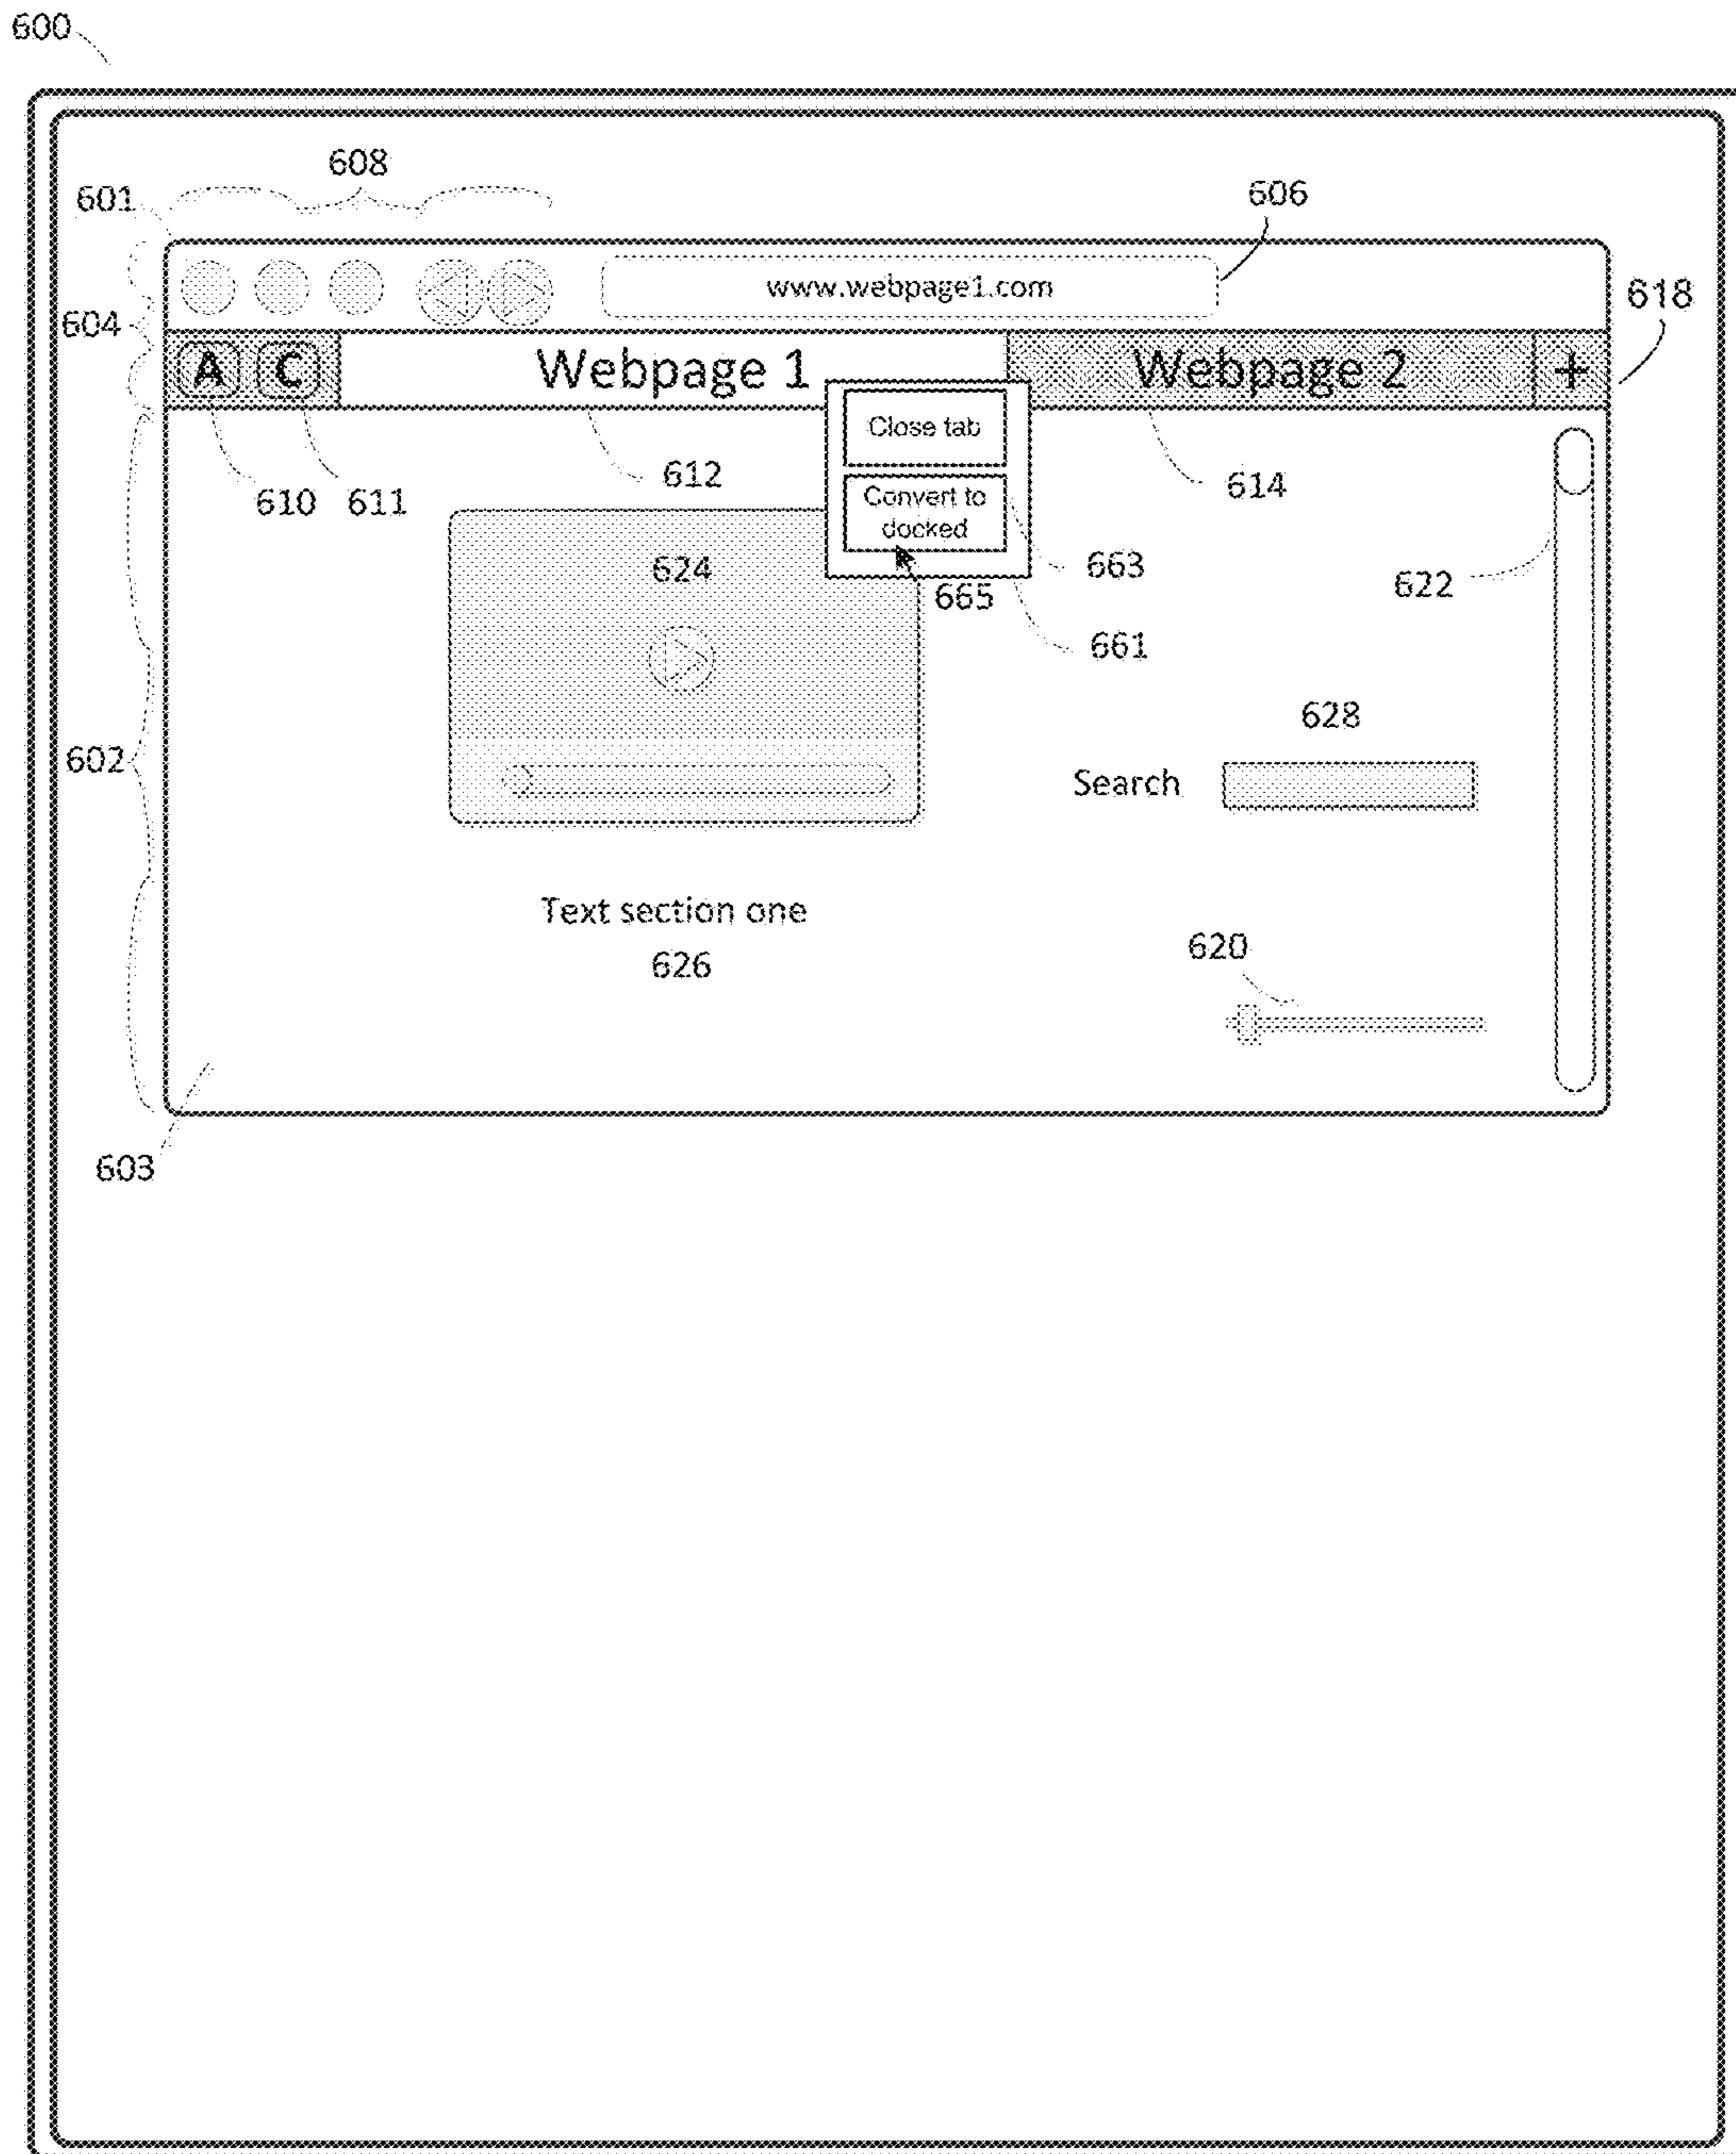 600
608
601
606
www.webpage1.com
618
604
A C Webpage 1 Webpage 2 +
Close tab
612
614
610 611
Convert to
docked
624
663
622
665
661
628
602
Search
Text section one
620
626
603